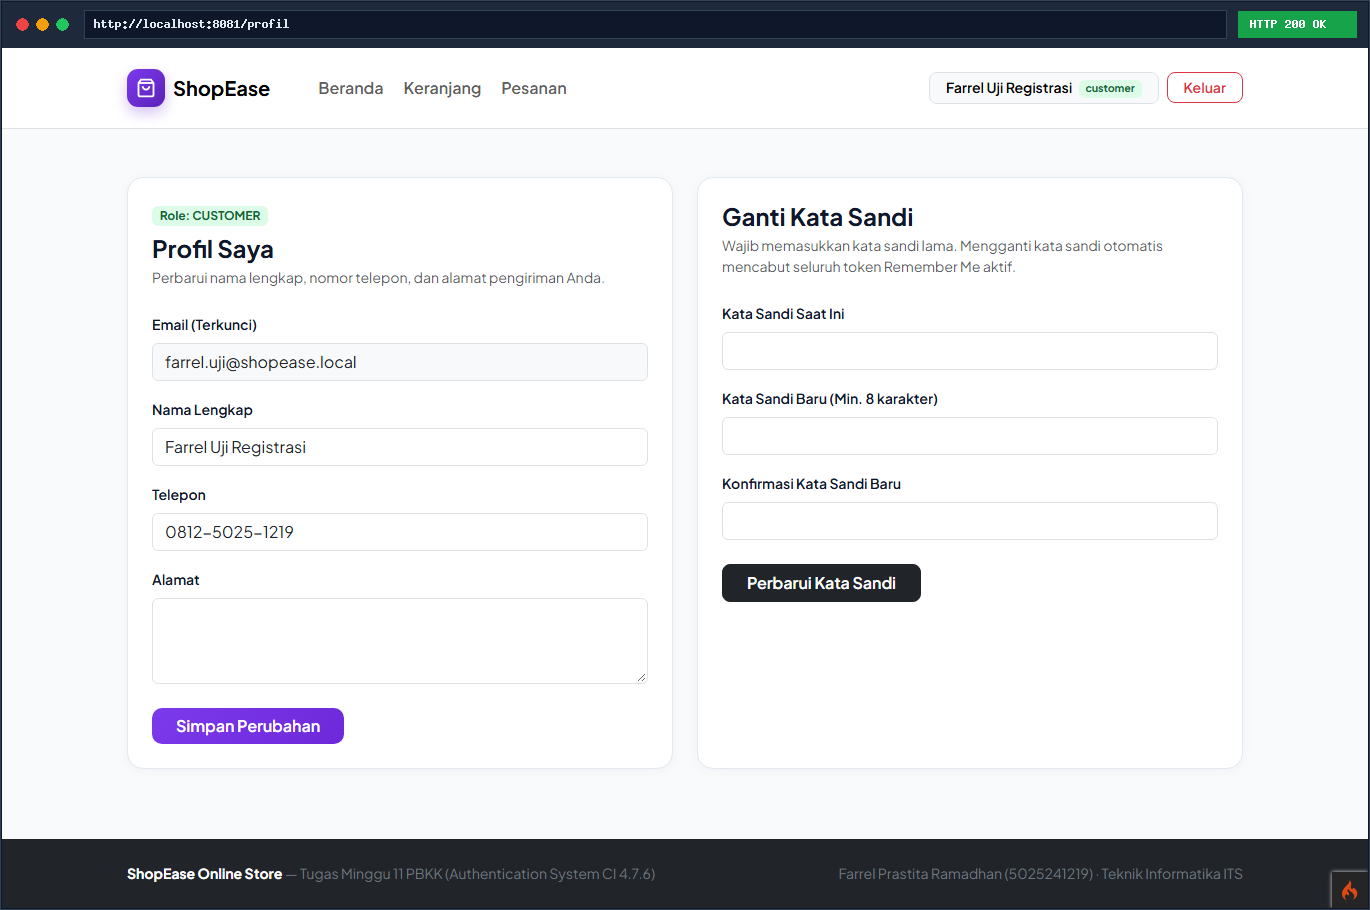 http://localhost:8081/profil
HTTP 200 OK
ShopEase
Beranda
Keranjang
Pesanan
Farrel Uji Registrasi
customer
Keluar
Role: CUSTOMER
Profil Saya
Perbarui nama lengkap, nomor telepon, dan alamat pengiriman Anda.
Email (Terkunci)
farrel.uji@shopease.local
Nama Lengkap
Farrel Uji Registrasi
Telepon
0812-5025-1219
Alamat
Simpan Perubahan
Ganti Kata Sandi
Wajib memasukkan kata sandi lama. Mengganti kata sandi otomatis
mencabut seluruh token Remember Me aktif.
Kata Sandi Saat Ini
Kata Sandi Baru (Min. 8 karakter)
Konfirmasi Kata Sandi Baru
Perbarui Kata Sandi
ShopEase Online Store — Tugas Minggu 11 PBKK (Authentication System CI 4.7.6)
Farrel Prastita Ramadhan (5025241219) · Teknik Informatika ITS